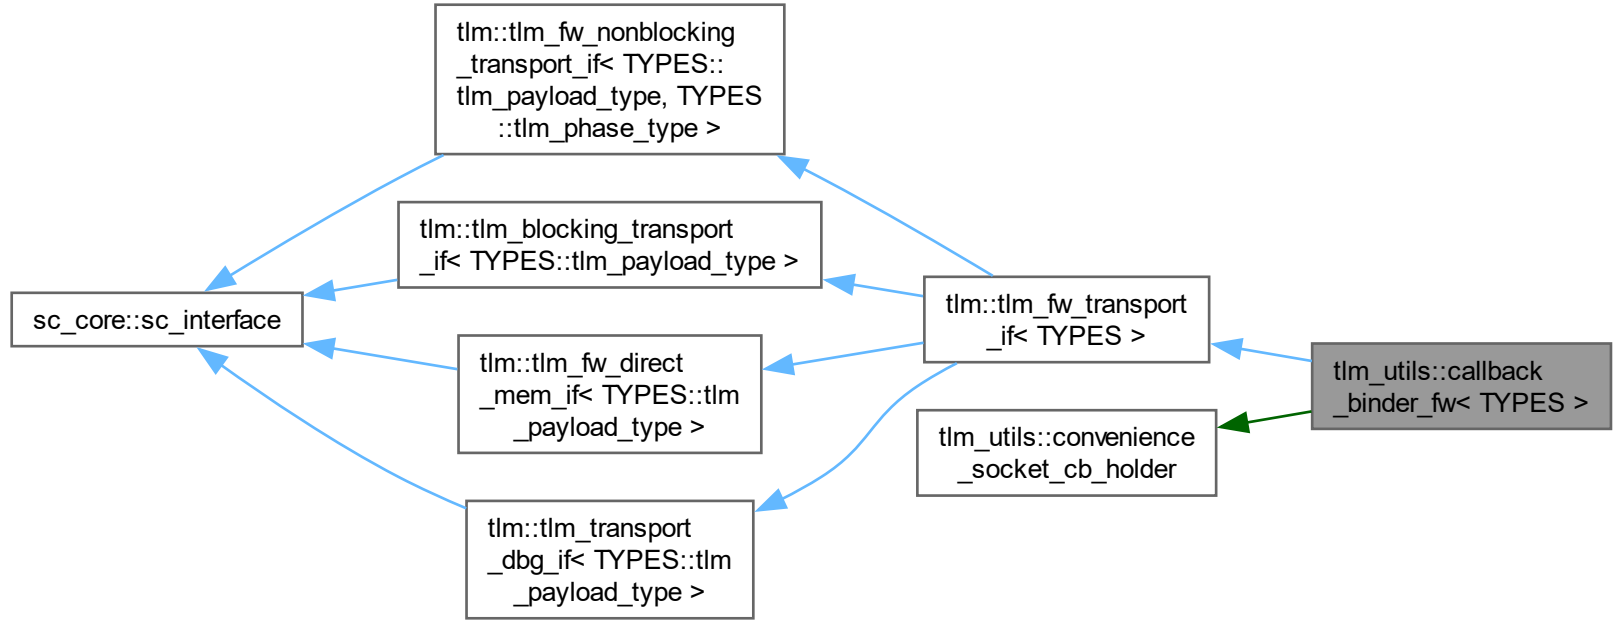 tlm::tlm_fw_nonblocking
_transport_if< TYPES::
tlm_payload_type, TYPES
::tlm_phase_type >
tlm::tlm_blocking_transport
_if< TYPES::tlm_payload_type >
sc_core::sc_interface
tlm::tlm_fw_direct
_mem_if< TYPES::tlm
_payload_type >
tlm::tlm_transport
_dbg_if< TYPES::tlm
_payload_type >
tlm::tlm_fw_transport
_if< TYPES >
tlm_utils::convenience
_socket_cb_holder
tlm_utils::callback
_binder_fw< TYPES >